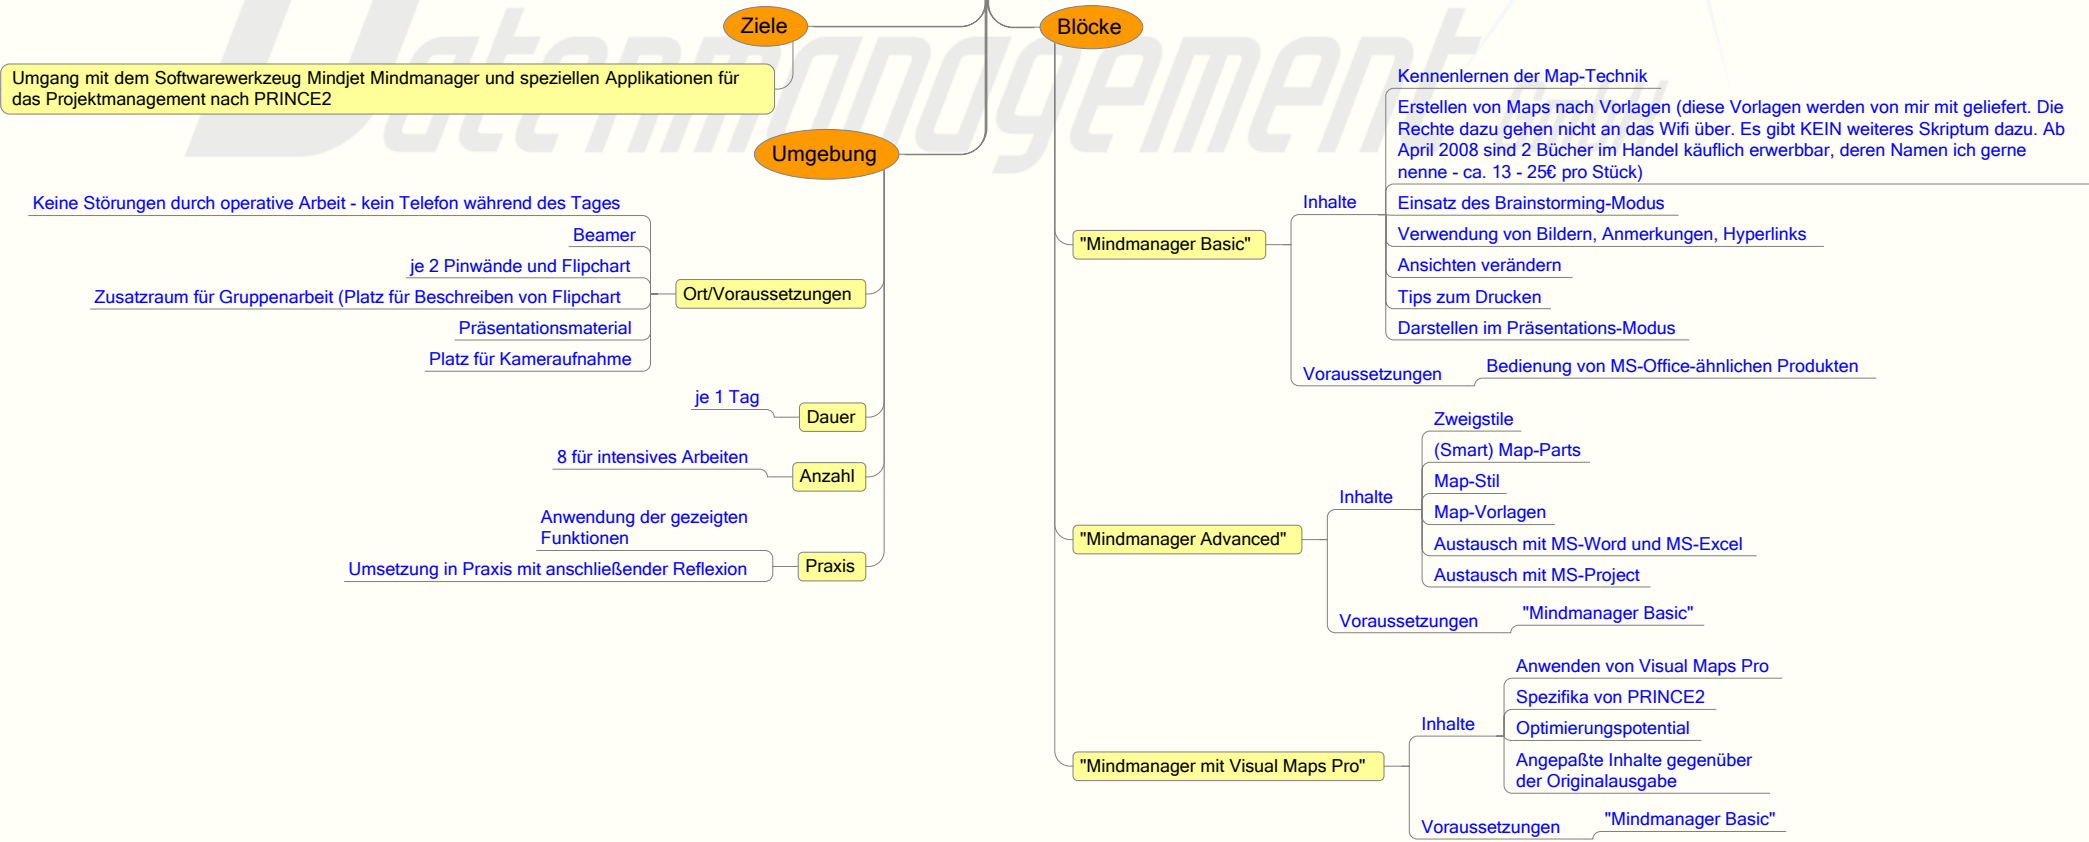 Ziele
Umgang mit dem Softwarewerkzeug Mindjet Mindmanager und speziellen Applikationen für
das Projektmanagement nach PRINCE2
Umgebung
Keine Störungen durch operative Arbeit - kein Telefon während des Tages
Beamer
je 2 Pinwände und Flipchart
Zusatzraum für Gruppenarbeit (Platz für Beschreiben von Flipchart
Präsentationsmaterial
Platz für Kameraufnahme
Ort/Voraussetzungen
je 1 Tag
Dauer
8 für intensives Arbeiten
Anzahl
Anwendung der gezeigten
Funktionen
Umsetzung in Praxis mit anschließender Reflexion
Praxis
Blöcke
"Mindmanager Basic"
Inhalte
Kennenlernen der Map-Technik
Erstellen von Maps nach Vorlagen (diese Vorlagen werden von mir mit geliefert. Die
Rechte dazu gehen nicht an das Wifi über. Es gibt KEIN weiteres Skriptum dazu. Ab
April 2008 sind 2 Bücher im Handel käuflich erwerbbar, deren Namen ich gerne
nenne - ca. 13 - 25€ pro Stück)
Einsatz des Brainstorming-Modus
Verwendung von Bildern, Anmerkungen, Hyperlinks
Ansichten verändern
Tips zum Drucken
Darstellen im Präsentations-Modus
Voraussetzungen
Bedienung von MS-Office-ähnlichen Produkten
"Mindmanager Advanced"
Inhalte
Zweigstile
(Smart) Map-Parts
Map-Stil
Map-Vorlagen
Austausch mit MS-Word und MS-Excel
Austausch mit MS-Project
Voraussetzungen
"Mindmanager Basic"
"Mindmanager mit Visual Maps Pro"
Inhalte
Anwenden von Visual Maps Pro
Spezifika von PRINCE2
Optimierungspotential
Angepaßte Inhalte gegenüber
der Originalausgabe
Voraussetzungen
"Mindmanager Basic"
Datenmanagement